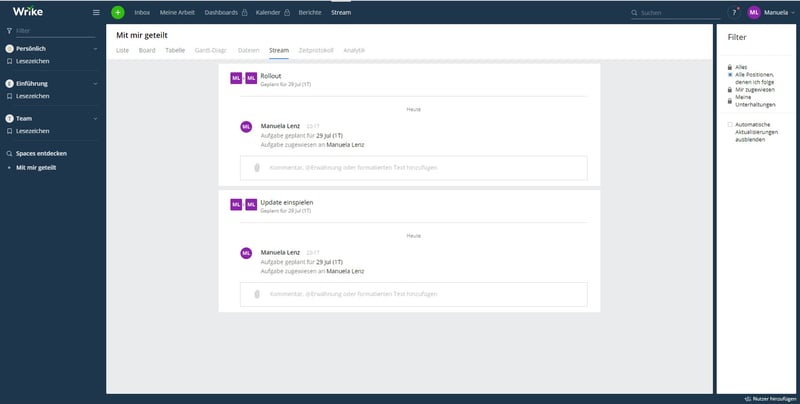 Wrike
Inbox
Meine Arbeit
Dashboards
Kalender
Berichte
Stream
Suchen
?
ML
Manuela
Filter
Persönlich
Lesezeichen
E
Einführung
Lesezeichen
T
Team
Lesezeichen
Spaces entdecken
Mit mir geteilt
Mit mir geteilt
Liste
Board
Tabelle
Gantt-Diagr.
Dateien
Stream
Zeitprotokoll
Analytik
ML ML
Rollout
Geplant für 29 Jul (1T)
Heute
ML
Manuela Lenz 23:17
Aufgabe geplant für 29 Jul (1T)
Aufgabe zugewiesen an Manuela Lenz
Kommentar, @Erwähnung oder formatierten Text hinzufügen
ML ML
Update einspielen
Geplant für 29 Jul (1T)
Heute
ML
Manuela Lenz 23:17
Aufgabe geplant für 29 Jul (1T)
Aufgabe zugewiesen an Manuela Lenz
Kommentar, @Erwähnung oder formatierten Text hinzufügen
Filter
Alles
Alle Positionen,
denen ich folge
Mir zugewiesen
Meine
Unterhaltungen
Automatische
Aktualisierungen
ausblenden
Nutzer hinzufügen